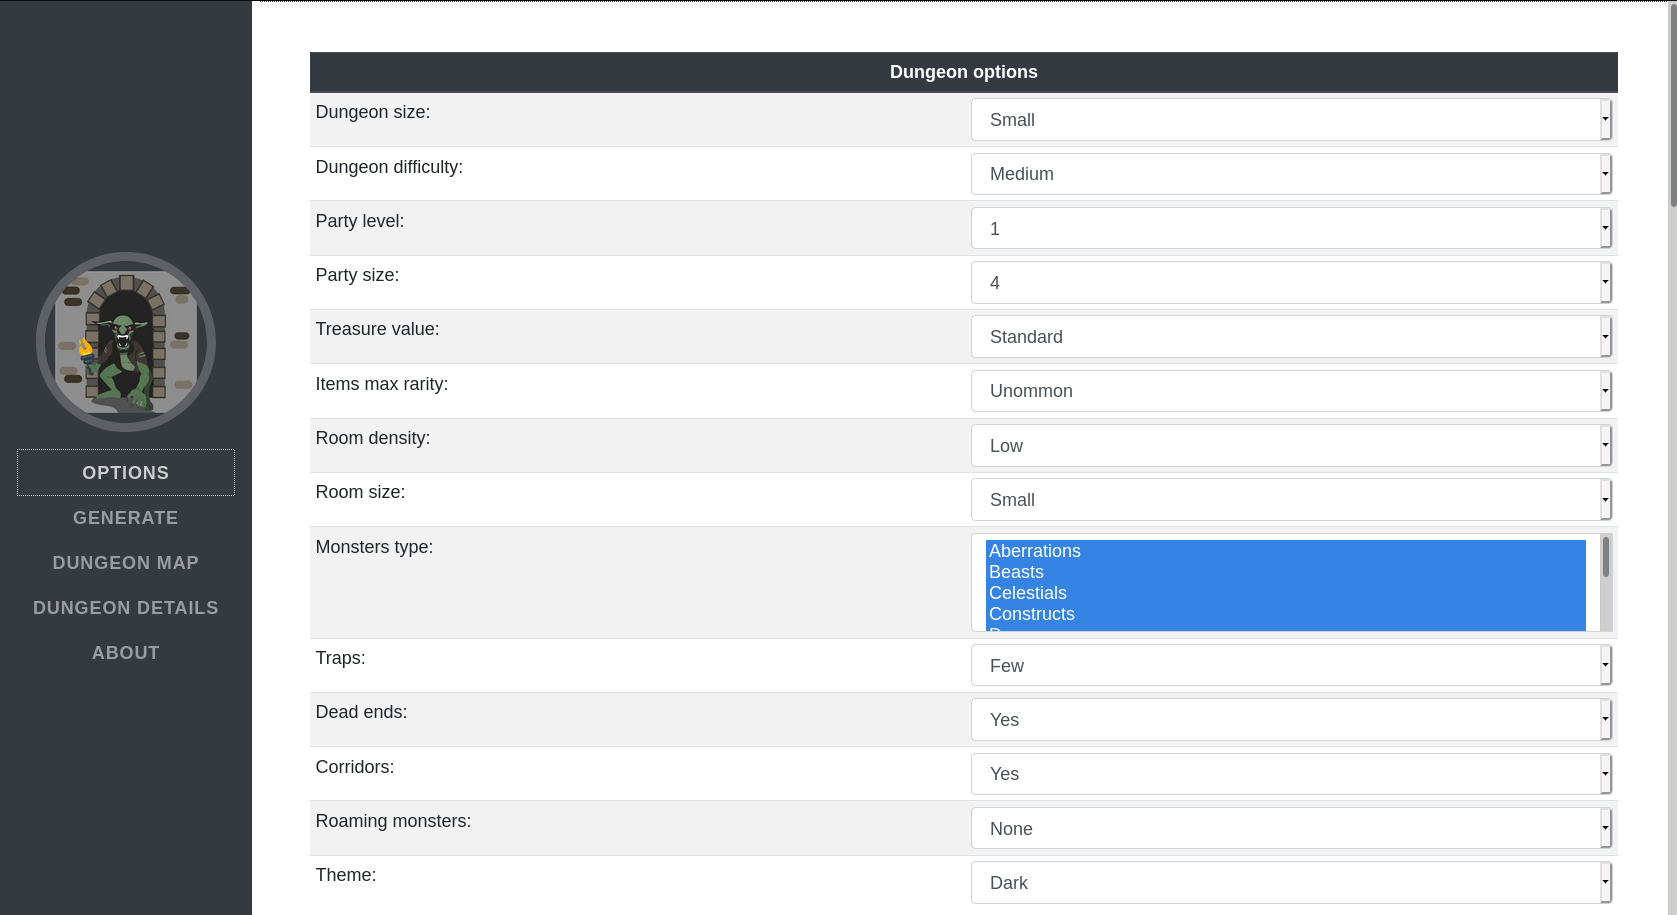 Dungeon options
Dungeon size:
Small
Dungeon difficulty:
Medium
Party level:
1
Party size:
4
Treasure value:
Standard
Items max rarity:
Unommon
Room density:
Low
Room size:
Small
Monsters type:
Aberrations
Beasts
Celestials
Constructs
Traps:
Few
Dead ends:
Yes
Corridors:
Yes
Roaming monsters:
None
Theme:
Dark
OPTIONS
GENERATE
DUNGEON MAP
DUNGEON DETAILS
ABOUT